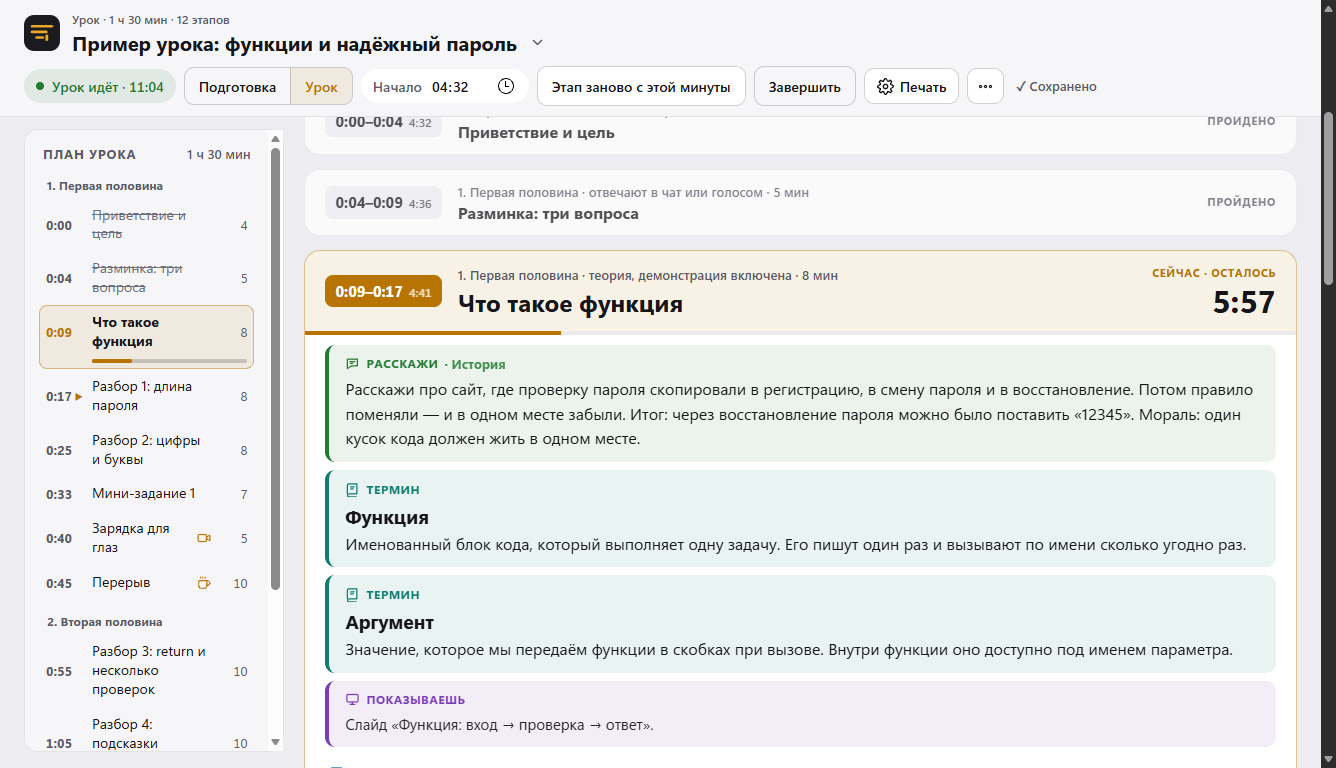 Урок · 1 ч 30 мин · 12 этапов
Пример урока: функции и надёжный пароль
Урок идёт · 11:04
Подготовка
Урок
Начало 04:32
Этап заново с этой минуты
Завершить
Печать
✓ Сохранено
ПЛАН УРОКА 1 ч 30 мин
1. Первая половина
0:00 Приветствие и цель 4
0:04 Разминка: три вопроса 5
0:09 Что такое функция 8
0:17 Разбор 1: длина пароля 8
0:25 Разбор 2: цифры и буквы 8
0:33 Мини-задание 1 7
0:40 Зарядка для глаз 5
0:45 Перерыв 10
2. Вторая половина
0:55 Разбор 3: return и несколько проверок 10
1:05 Разбор 4: подсказки 10
0:00–0:04 4:32
Приветствие и цель
ПРОЙДЕНО
0:04–0:09 4:36
1. Первая половина · отвечают в чат или голосом · 5 мин
Разминка: три вопроса
ПРОЙДЕНО
0:09–0:17 4:41
1. Первая половина · теория, демонстрация включена · 8 мин
Что такое функция
СЕЙЧАС · ОСТАЛОСЬ
5:57
РАССКАЖИ · История
Расскажи про сайт, где проверку пароля скопировали в регистрацию, в смену пароля и в восстановление. Потом правило
поменяли — и в одном месте забыли. Итог: через восстановление пароля можно было поставить «12345». Мораль: один
кусок кода должен жить в одном месте.
ТЕРМИН
Функция
Именованный блок кода, который выполняет одну задачу. Его пишут один раз и вызывают по имени сколько угодно раз.
ТЕРМИН
Аргумент
Значение, которое мы передаём функции в скобках при вызове. Внутри функции оно доступно под именем параметра.
ПОКАЗЫВАЕШЬ
Слайд «Функция: вход → проверка → ответ».